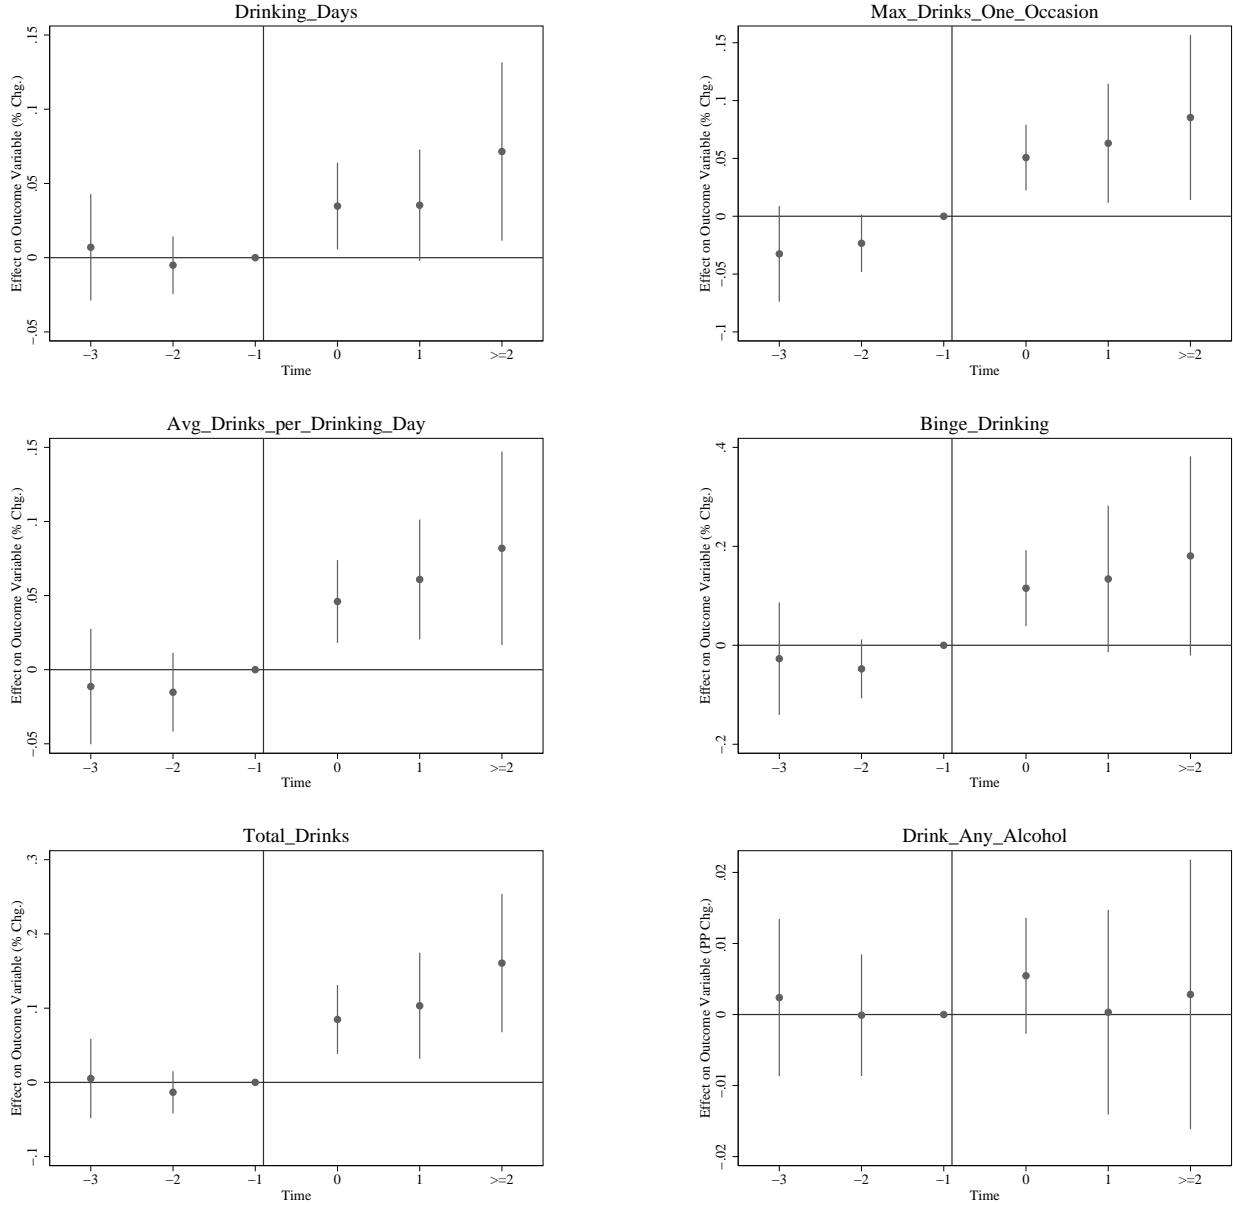 Drinking_Days
Effect on Outcome Variable (% Chg.)
.15
.1
.05
0
−.05
−3 −2 −1 0 1 >=2
Time
Max_Drinks_One_Occasion
Effect on Outcome Variable (% Chg.)
.15
.1
.05
0
−.05
−.1
−3 −2 −1 0 1 >=2
Time
Avg_Drinks_per_Drinking_Day
Effect on Outcome Variable (% Chg.)
.15
.1
.05
0
−.05
−3 −2 −1 0 1 >=2
Time
Binge_Drinking
Effect on Outcome Variable (% Chg.)
.4
.2
0
−.2
−3 −2 −1 0 1 >=2
Time
Total_Drinks
Effect on Outcome Variable (% Chg.)
.3
.2
.1
0
−.1
−3 −2 −1 0 1 >=2
Time
Drink_Any_Alcohol
Effect on Outcome Variable (PP Chg.)
.02
.01
0
−.01
−.02
−3 −2 −1 0 1 >=2
Time